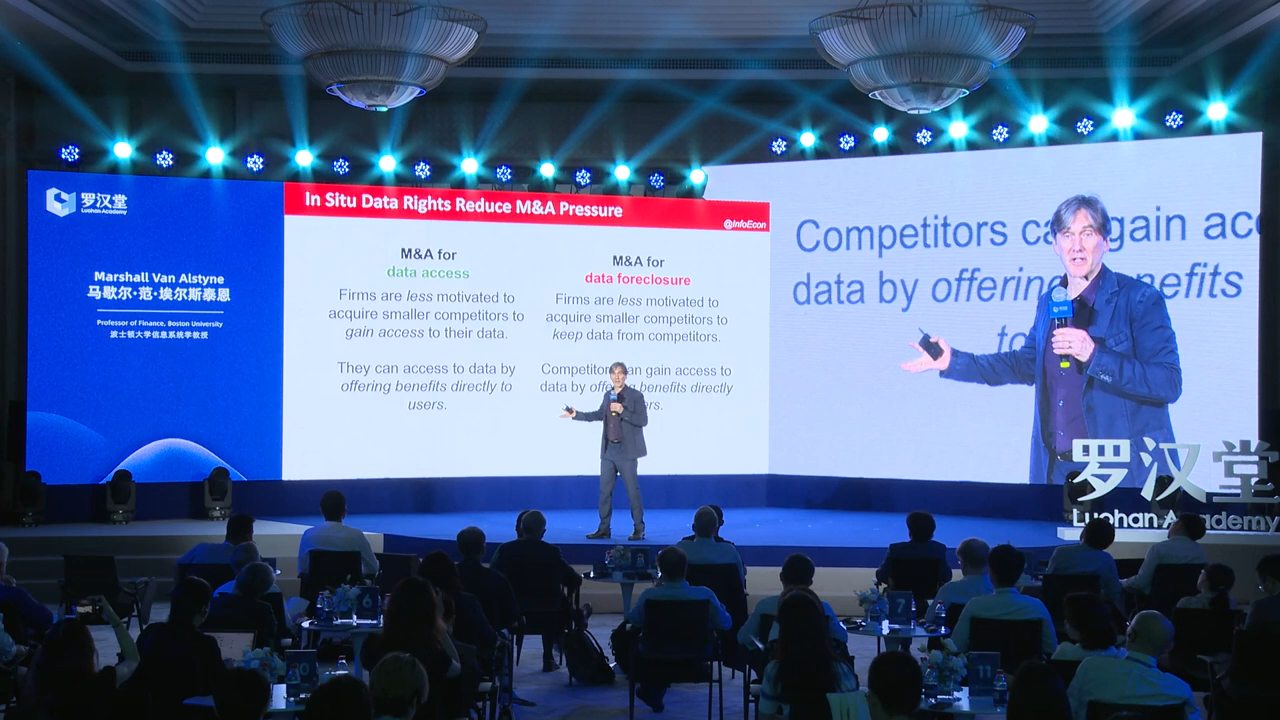 罗汉堂
Luohan Academy
Marshall Van Alstyne
马歇尔·范·埃尔斯泰恩
Professor of Finance, Boston University
波士顿大学信息系统学教授
In Situ Data Rights Reduce M&A Pressure
@InfoEcon
M&A for
data access
Firms are less motivated to
acquire smaller competitors to
gain access to their data.
They can access to data by
offering benefits directly to
users.
M&A for
data foreclosure
Firms are less motivated to
acquire smaller competitors to
keep data from competitors.
Competitors can gain access to
data by offering benefits directly
Competitors can gain acc
data by offering benefits
to
罗汉堂
Luohan Academy
6
7
11